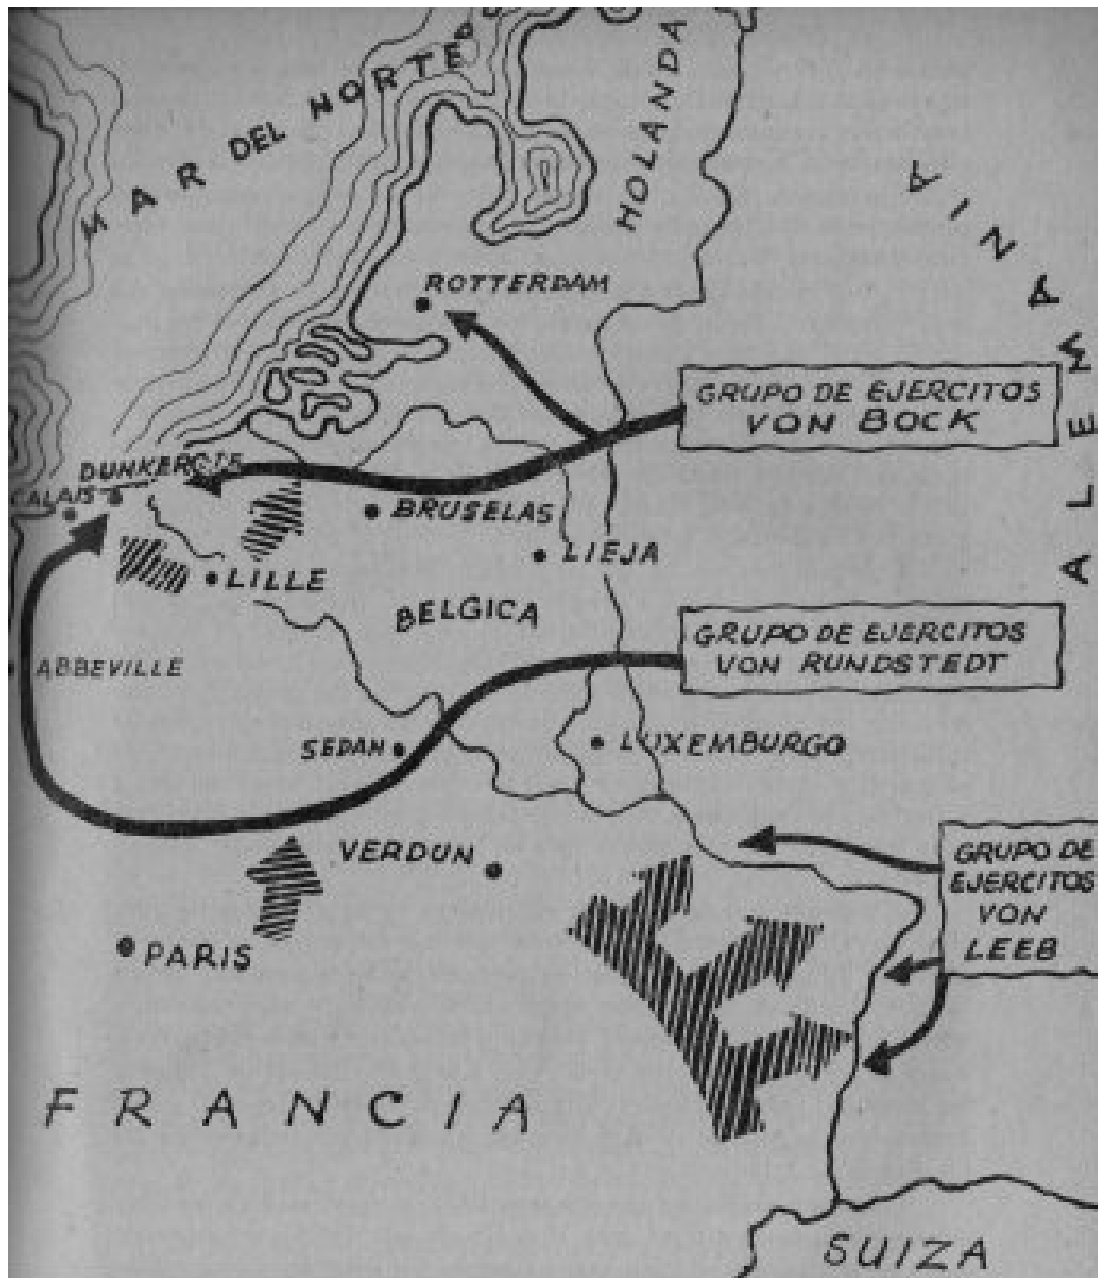 MAR DEL NORTE
HOLANDA
ALEMANIA
ROTTERDAM
GRUPO DE EJERCITOS
VON BOCK
DUNKERQUE
CALAIS
BRUSELAS
LIEJA
LILLE
BELGICA
GRUPO DE EJERCITOS
VON RUNDSTEDT
ABBEVILLE
SEDAN
LUXEMBURGO
VERDUN
GRUPO DE
EJERCITOS
VON
LEEB
PARIS
FRANCIA
SUIZA